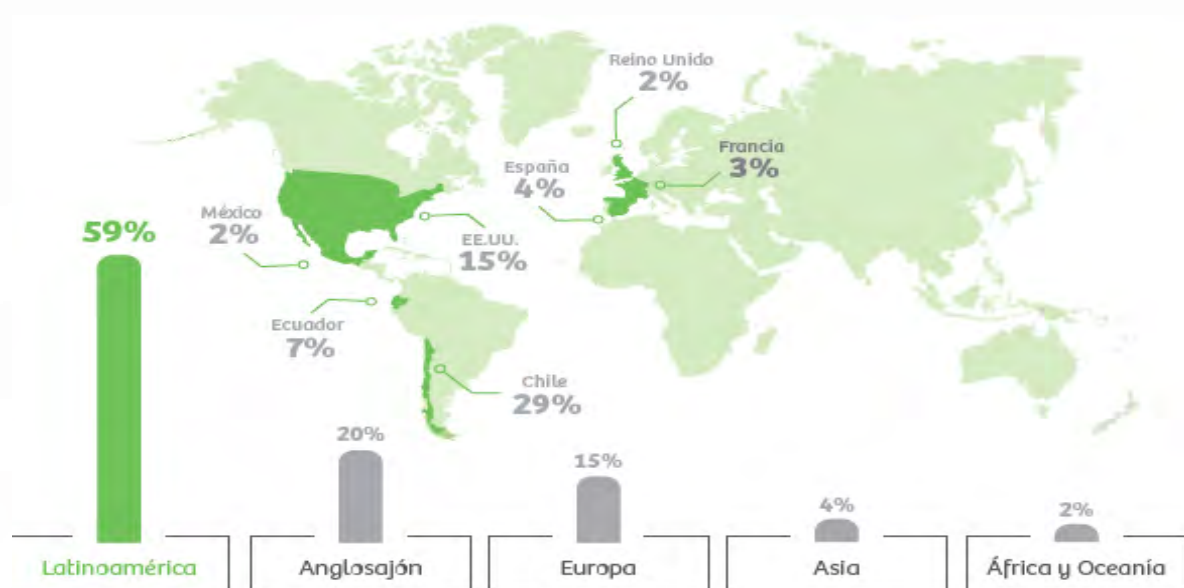 Reino Unido
2%
Francia
3%
España
4%
México
2%
EE.UU.
15%
59%
Ecuador
7%
Chile
29%
20%
15%
4%
2%
Latinoamérica
Anglosajón
Europa
Asia
África y Oceanía